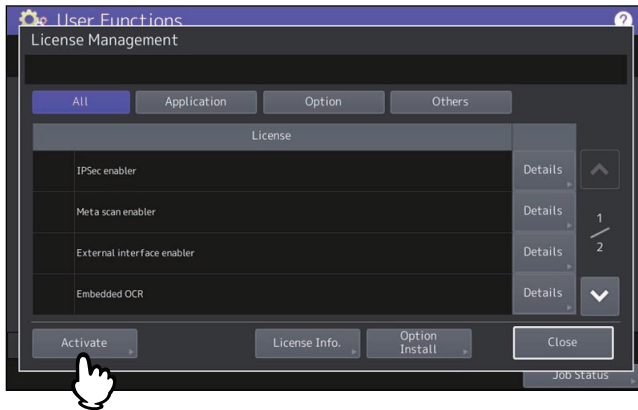 User Functions
?
License Management
All
Application
Option
Others
License
IPSec enabler
Details
Meta scan enabler
Details
1
External interface enabler
Details
2
Embedded OCR
Details
Activate
License Info.
Option
Install
Close
Job Status